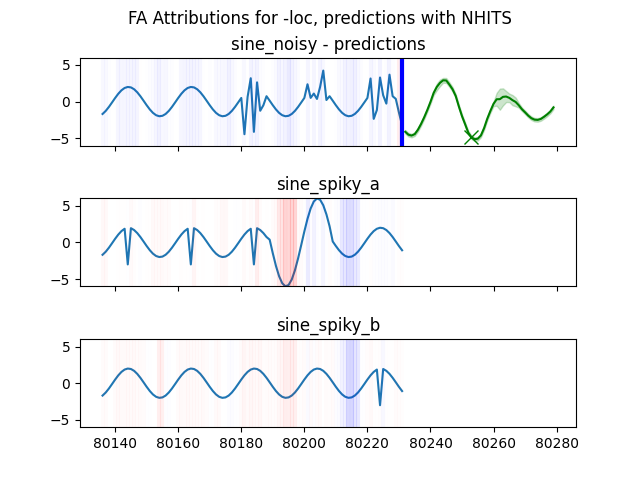 FA Attributions for -loc, predictions with NHITS
sine_noisy - predictions
5
0
−5
sine_spiky_a
5
0
−5
sine_spiky_b
5
0
−5
80140 80160 80180 80200 80220 80240 80260 80280